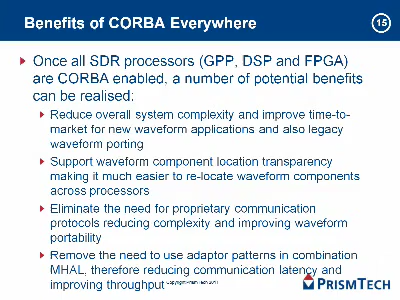 Benefits of CORBA Everywhere
15
Once all SDR processors (GPP, DSP and FPGA)
are CORBA enabled, a number of potential benefits
can be realised:
Reduce overall system complexity and improve time-to-
market for new waveform applications and also legacy
waveform porting
Support waveform component location transparency
making it much easier to re-locate waveform components
across processors
Eliminate the need for proprietary communication
protocols reducing complexity and improving waveform
portability
Remove the need to use adaptor patterns in combination
MHAL, therefore reducing communication latency and
improving throughput
Copyright PrismTech 2011
PRISMTECH